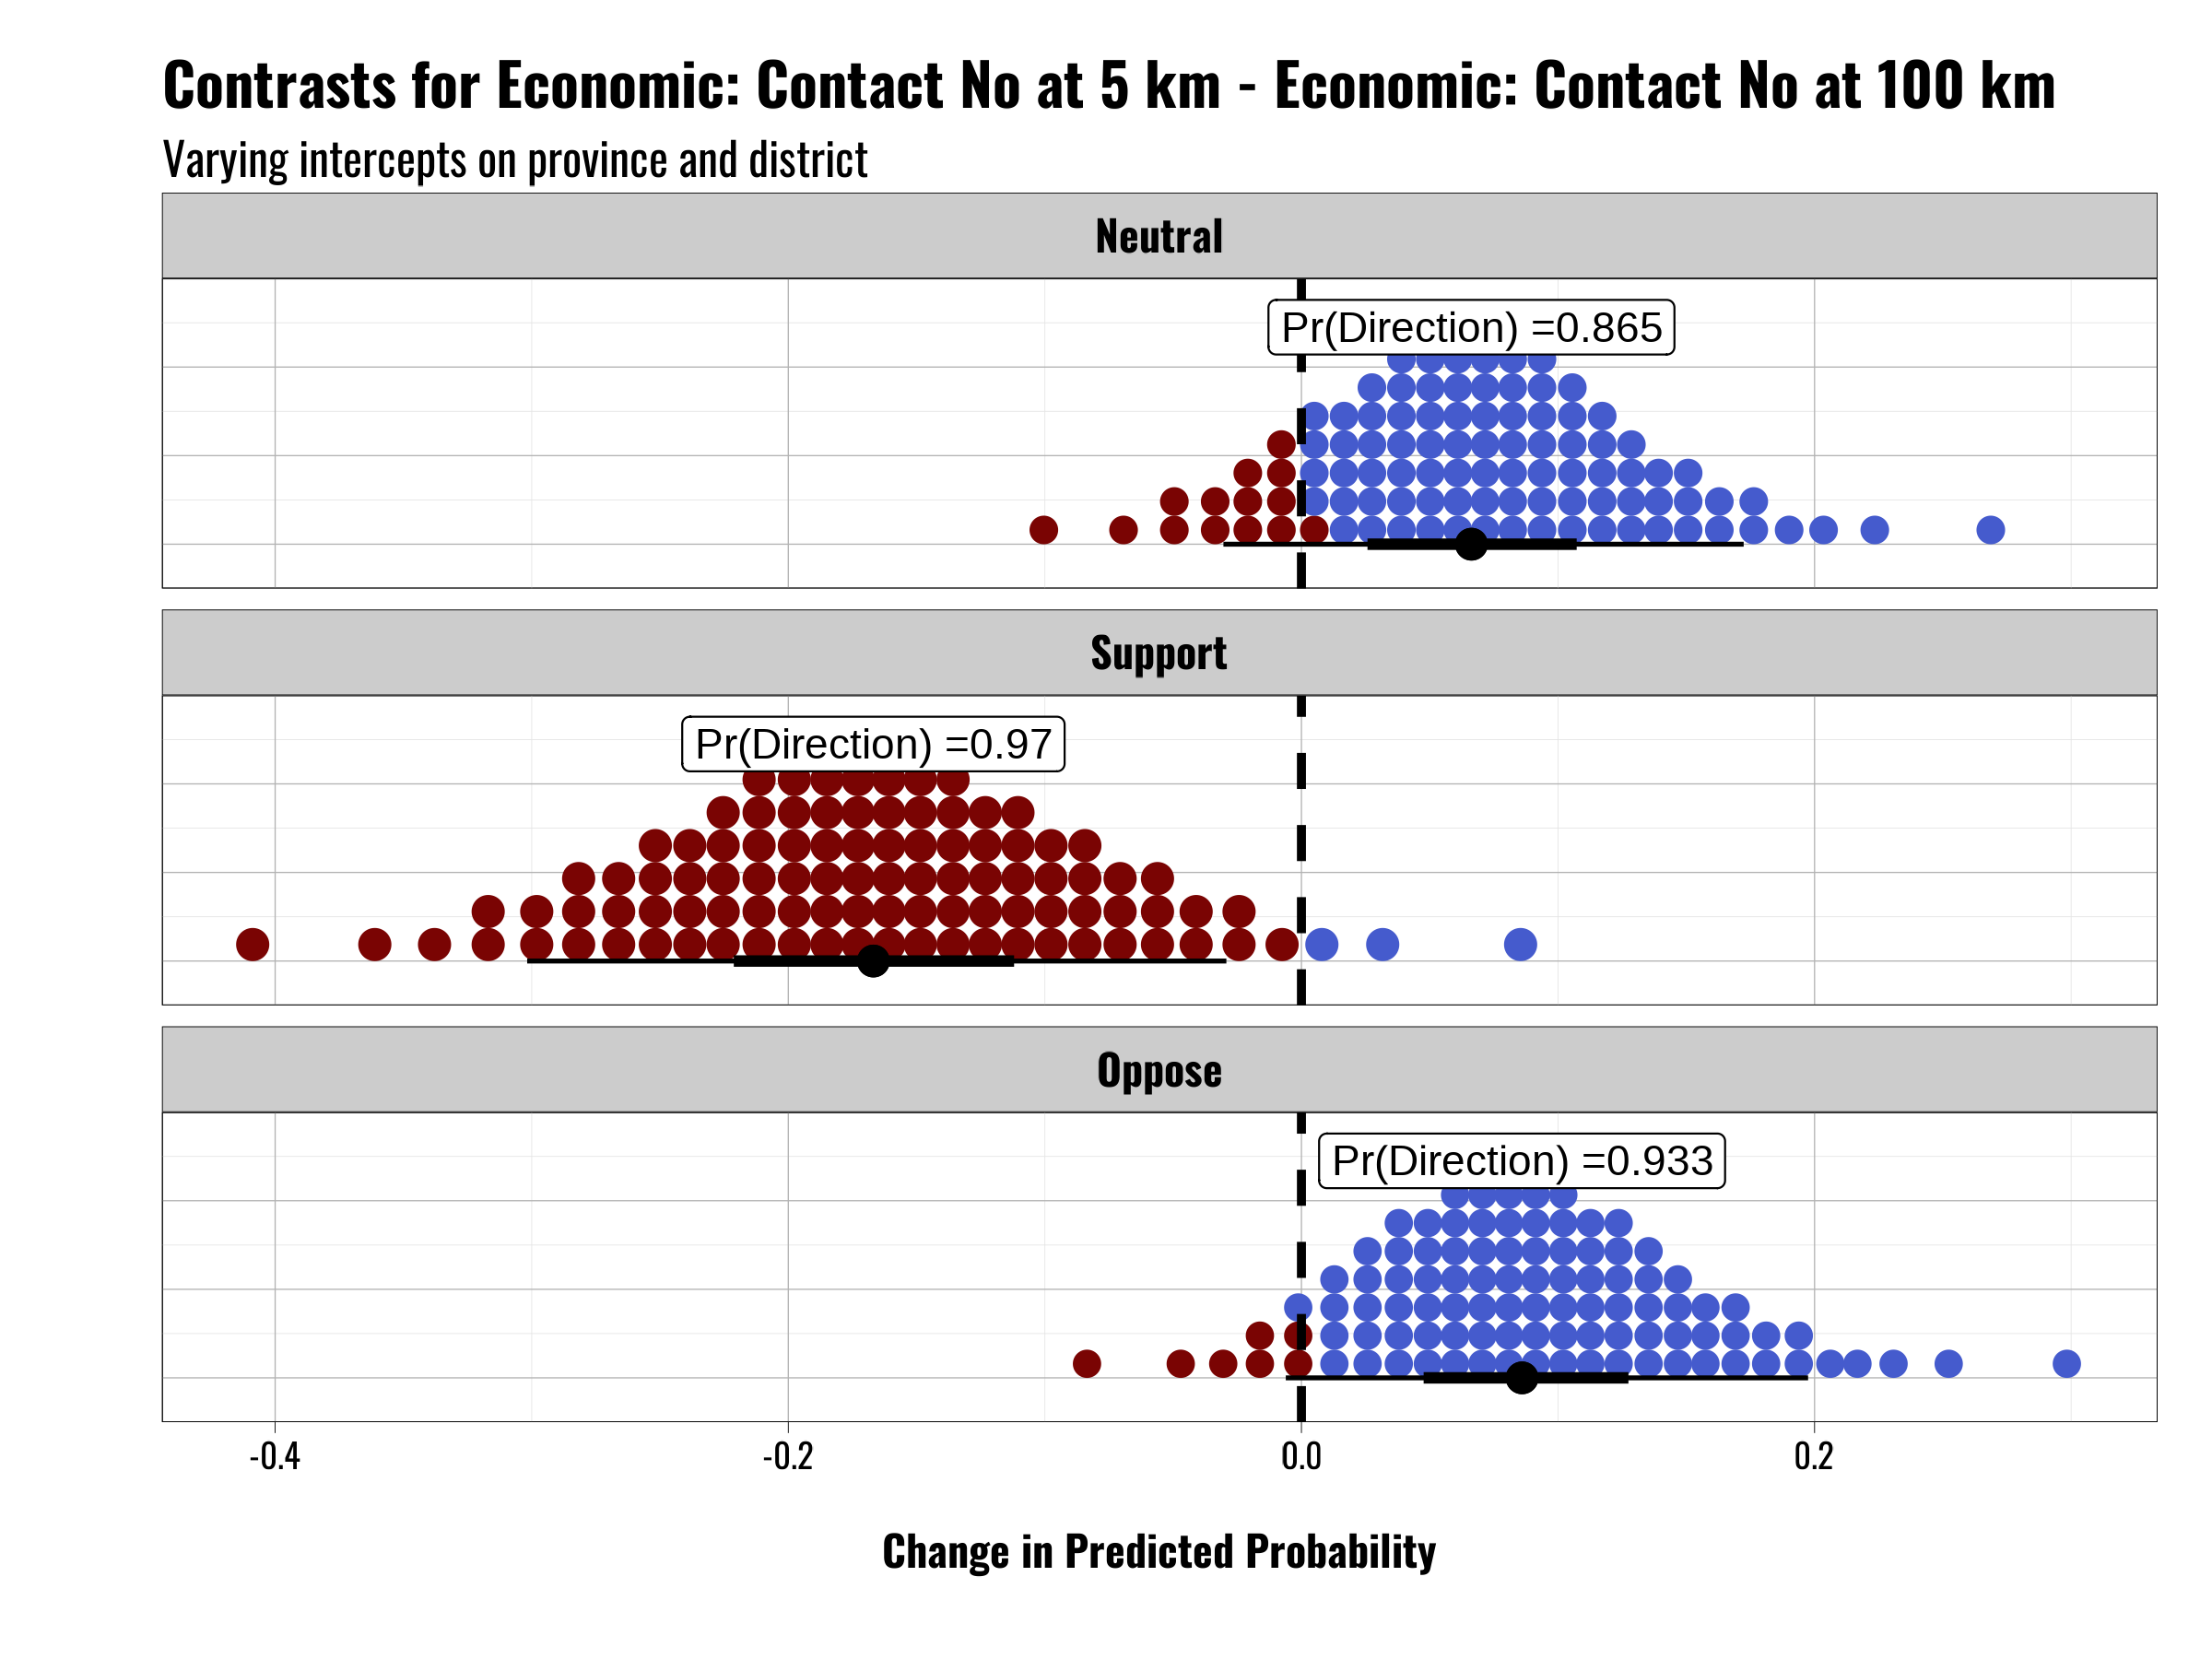 Contrasts for Economic: Contact No at 5 km - Economic: Contact No at 100 km
Varying intercepts on province and district
Neutral
Pr(Direction) =0.865
Support
Pr(Direction) =0.97
Oppose
Pr(Direction) =0.933
-0.4 -0.2 0.0 0.2
Change in Predicted Probability